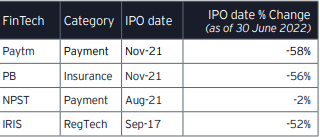 FinTech Category IPO date IPO date % Change
(as of 30 June 2022)
Paytm Payment Nov-21 -58%
PB Insurance Nov-21 -56%
NPST Payment Aug-21 -2%
IRIS RegTech Sep-17 -52%